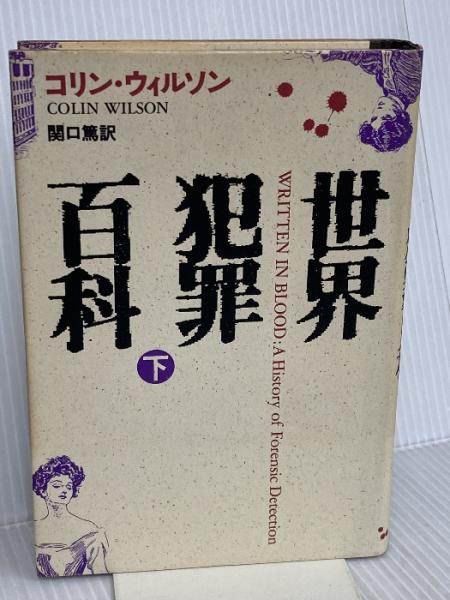 コリン・ウィルソン
COLIN WILSON
関口篤訳
世界
犯罪
百科
下
WRITTEN IN BLOOD: A History of Forensic Detection